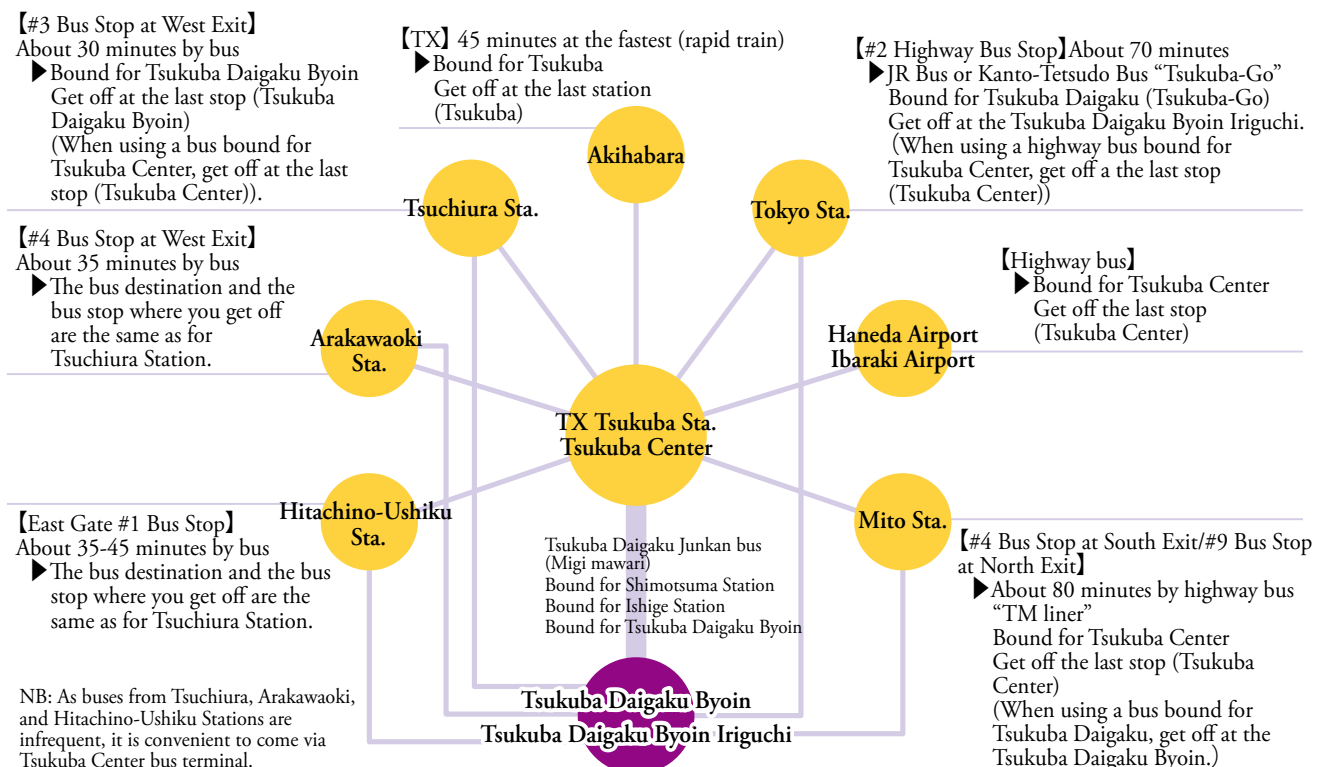 【#3 Bus Stop at West Exit】
About 30 minutes by bus
▶Bound for Tsukuba Daigaku Byoin
Get off at the last stop (Tsukuba
Daigaku Byoin)
(When using a bus bound for
Tsukuba Center, get off at the last
stop (Tsukuba Center)).
【TX】 45 minutes at the fastest (rapid train)
▶Bound for Tsukuba
Get off at the last station
(Tsukuba)
【#2 Highway Bus Stop】About 70 minutes
▶JR Bus or Kanto-Tetsudo Bus “Tsukuba-Go”
Bound for Tsukuba Daigaku (Tsukuba-Go)
Get off at the Tsukuba Daigaku Byoin Iriguchi.
(When using a highway bus bound for
Tsukuba Center, get off a the last stop
(Tsukuba Center))
Akihabara
Tsuchiura Sta.
Tokyo Sta.
【#4 Bus Stop at West Exit】
About 35 minutes by bus
▶The bus destination and the
bus stop where you get off
are the same as for
Tsuchiura Station.
【Highway bus】
▶Bound for Tsukuba Center
Get off the last stop
(Tsukuba Center)
Arakawaoki
Sta.
Haneda Airport
Ibaraki Airport
TX Tsukuba Sta.
Tsukuba Center
Hitachino-Ushiku
Sta.
Mito Sta.
【East Gate #1 Bus Stop】
About 35-45 minutes by bus
▶The bus destination and the bus
stop where you get off are the
same as for Tsuchiura Station.
Tsukuba Daigaku Junkan bus
(Migi mawari)
Bound for Shimotsuma Station
Bound for Ishige Station
Bound for Tsukuba Daigaku Byoin
【#4 Bus Stop at South Exit/#9 Bus Stop
at North Exit】
▶About 80 minutes by highway bus
“TM liner”
Bound for Tsukuba Center
Get off the last stop (Tsukuba
Center)
(When using a bus bound for
Tsukuba Daigaku, get off at the
Tsukuba Daigaku Byoin.)
NB: As buses from Tsuchiura, Arakawaoki,
and Hitachino-Ushiku Stations are
infrequent, it is convenient to come via
Tsukuba Center bus terminal.
Tsukuba Daigaku Byoin
Tsukuba Daigaku Byoin Iriguchi